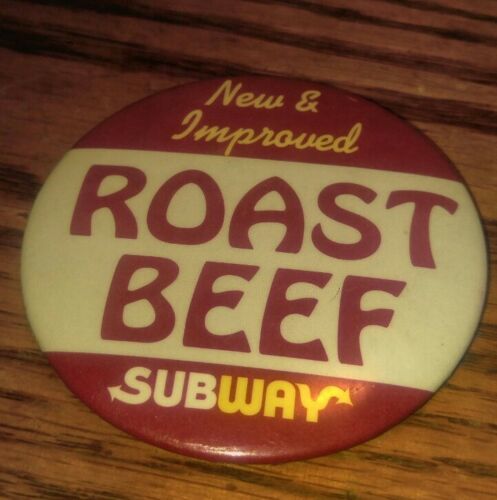 New &
Improved
ROAST
BEEF
SUBWAY